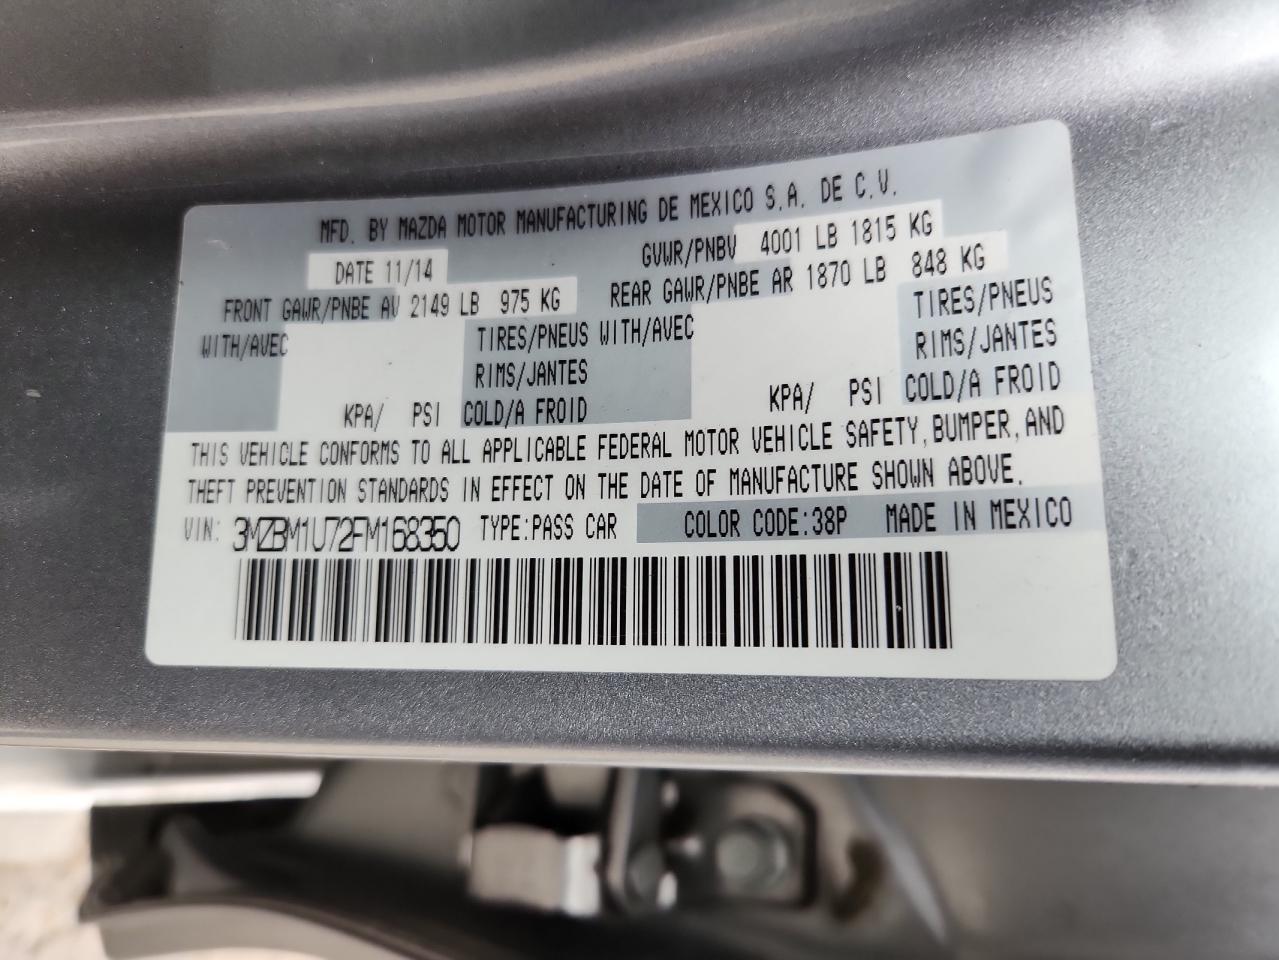 MFD. BY MAZDA MOTOR MANUFACTURING DE MEXICO S.A. DE C.V.
DATE 11/14 GVWR/PNBV 4001 LB 1815 KG
FRONT GAWR/PNBE AV 2149 LB 975 KG REAR GAWR/PNBE AR 1870 LB 848 KG
WITH/AVEC TIRES/PNEUS WITH/AVEC TIRES/PNEUS
RIMS/JANTES RIMS/JANTES
KPA/ PSI COLD/A FROID KPA/ PSI COLD/A FROID
THIS VEHICLE CONFORMS TO ALL APPLICABLE FEDERAL MOTOR VEHICLE SAFETY, BUMPER, AND
THEFT PREVENTION STANDARDS IN EFFECT ON THE DATE OF MANUFACTURE SHOWN ABOVE.
VIN: 3MZBM1U72FM168350 TYPE:PASS CAR COLOR CODE:38P MADE IN MEXICO